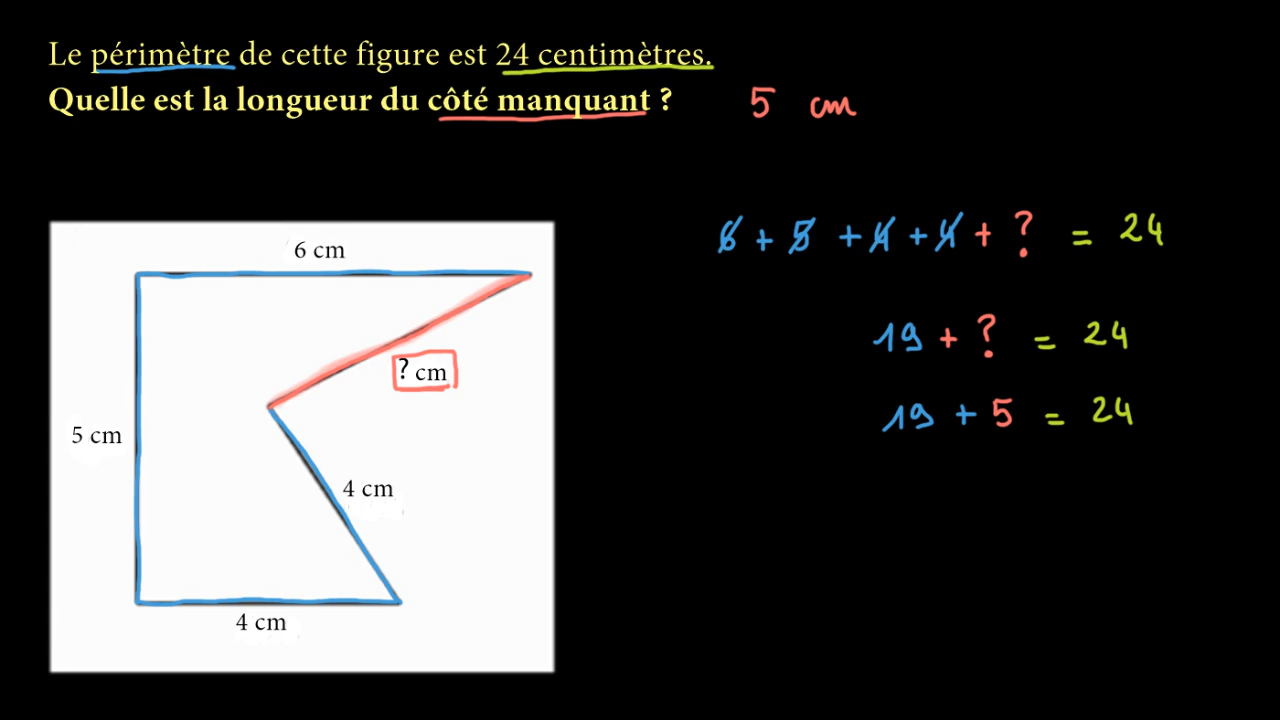 Le périmètre de cette figure est 24 centimètres.
Quelle est la longueur du côté manquant ? 5 cm
6 + 5 + 4 + 4 + ? = 24
6 cm
19 + ? = 24
? cm
19 + 5 = 24
5 cm
4 cm
4 cm